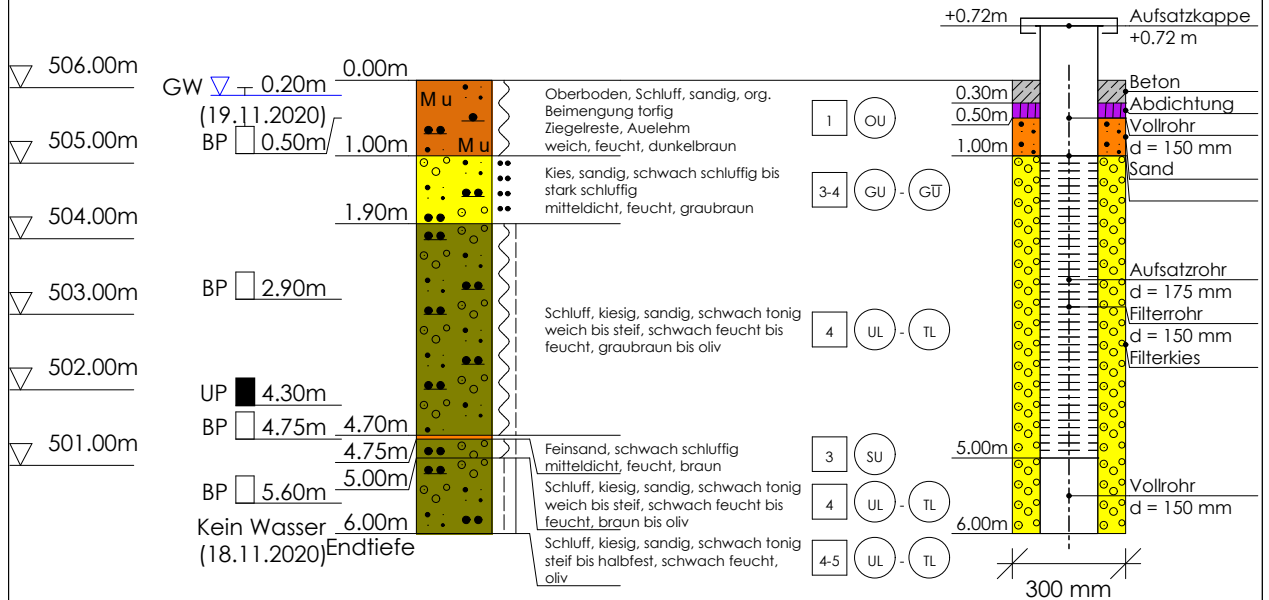 506.00m
505.00m
504.00m
503.00m
502.00m
501.00m
GW 0.20m
(19.11.2020)
BP 0.50m
BP 2.90m
UP 4.30m
BP 4.75m
BP 5.60m
Kein Wasser
(18.11.2020)
0.00m
1.00m
1.90m
4.70m
4.75m
5.00m
6.00m
Endtiefe
Mu
Mu
Oberboden, Schluff, sandig, org.
Beimengung torfig
Ziegelreste, Auelehm
weich, feucht, dunkelbraun
1 OU
Kies, sandig, schwach schluffig bis
stark schluffig
mitteldicht, feucht, graubraun
3-4 GU - GU̅
Schluff, kiesig, sandig, schwach tonig
weich bis steif, schwach feucht bis
feucht, graubraun bis oliv
4 UL - TL
Feinsand, schwach schluffig
mitteldicht, feucht, braun
3 SU
Schluff, kiesig, sandig, schwach tonig
weich bis steif, schwach feucht bis
feucht, braun bis oliv
4 UL - TL
Schluff, kiesig, sandig, schwach tonig
steif bis halbfest, schwach feucht,
oliv
4-5 UL - TL
+0.72m
0.30m
0.50m
1.00m
5.00m
6.00m
Aufsatzkappe
+0.72 m
Beton
Abdichtung
Vollrohr
d = 150 mm
Sand
Aufsatzrohr
d = 175 mm
Filterrohr
d = 150 mm
Filterkies
Vollrohr
d = 150 mm
300 mm